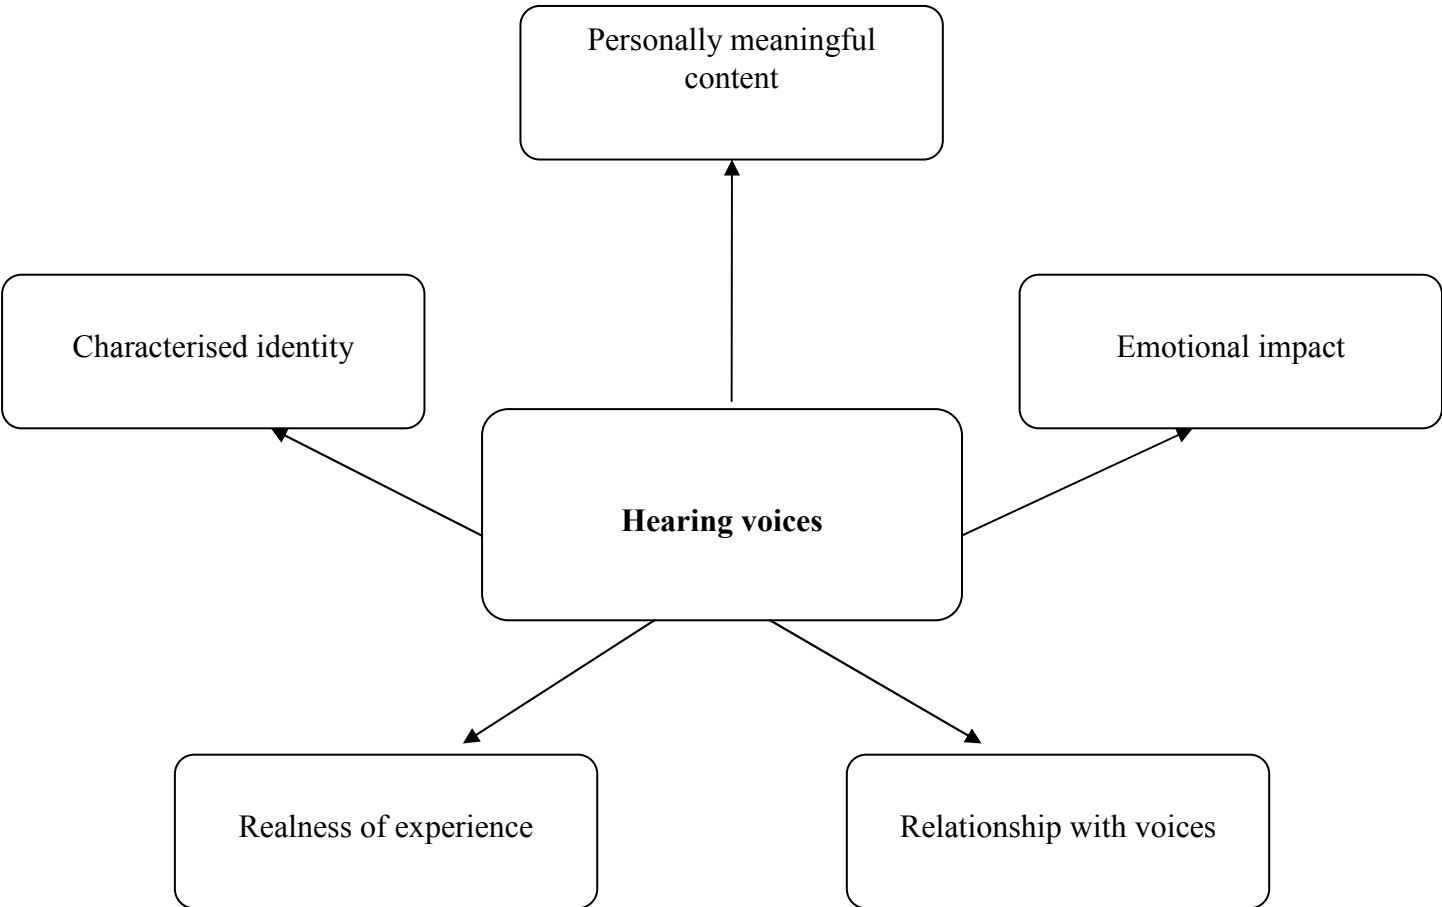 Personally meaningful
content
Characterised identity
Emotional impact
Hearing voices
Realness of experience
Relationship with voices